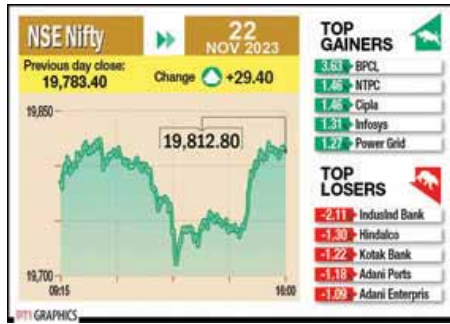 NSE Nifty
22
NOV 2023
Previous day close:
19,783.40
Change +29.40
19,850
19,812.80
19,700
09:15
16:00
TOP
GAINERS
3.63 BPCL
1.46 NTPC
1.46 Cipla
1.31 Infosys
1.27 Power Grid
TOP
LOSERS
-2.11 IndusInd Bank
-1.30 Hindalco
-1.22 Kotak Bank
-1.18 Adani Ports
-1.09 Adani Enterpris
PTI GRAPHICS